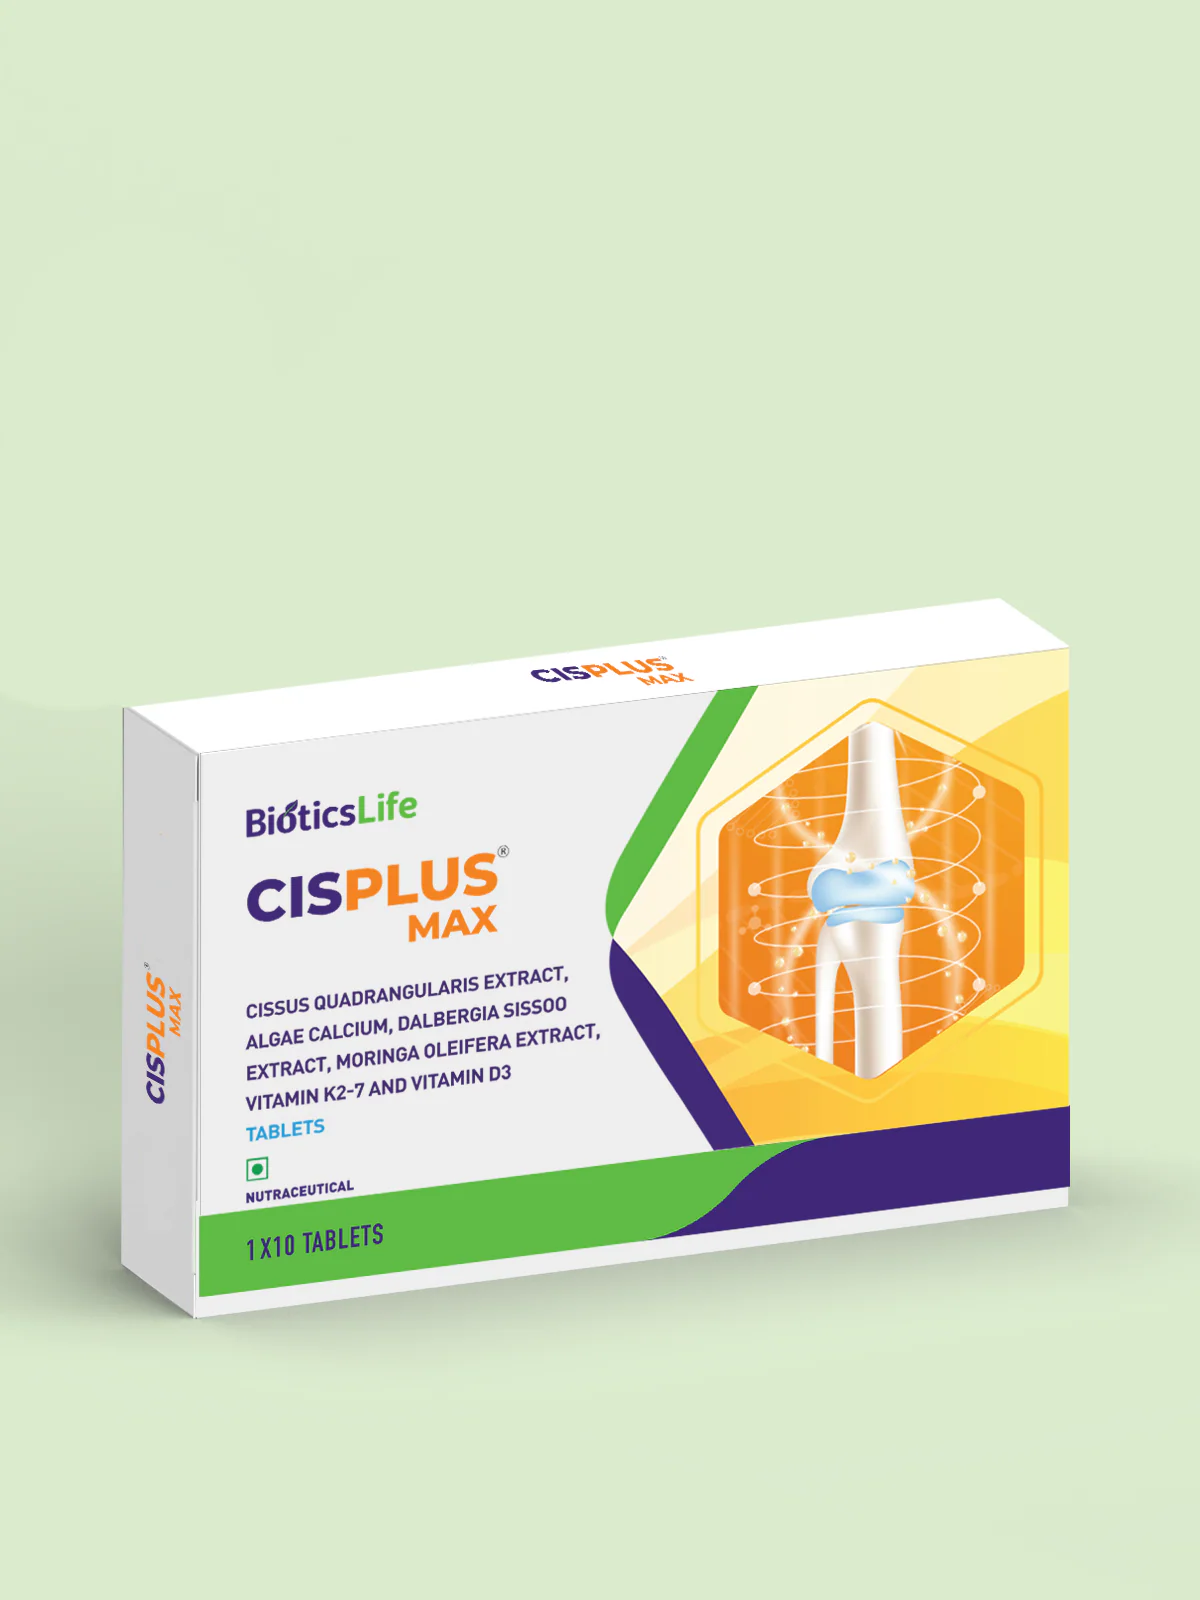 CISPLUS®
MAX
BioticsLife
CISPLUS®
MAX
CISSUS QUADRANGULARIS EXTRACT,
ALGAE CALCIUM, DALBERGIA SISSOO
EXTRACT, MORINGA OLEIFERA EXTRACT,
VITAMIN K2-7 AND VITAMIN D3
TABLETS
NUTRACEUTICAL
1X10 TABLETS
CISPLUS®
MAX